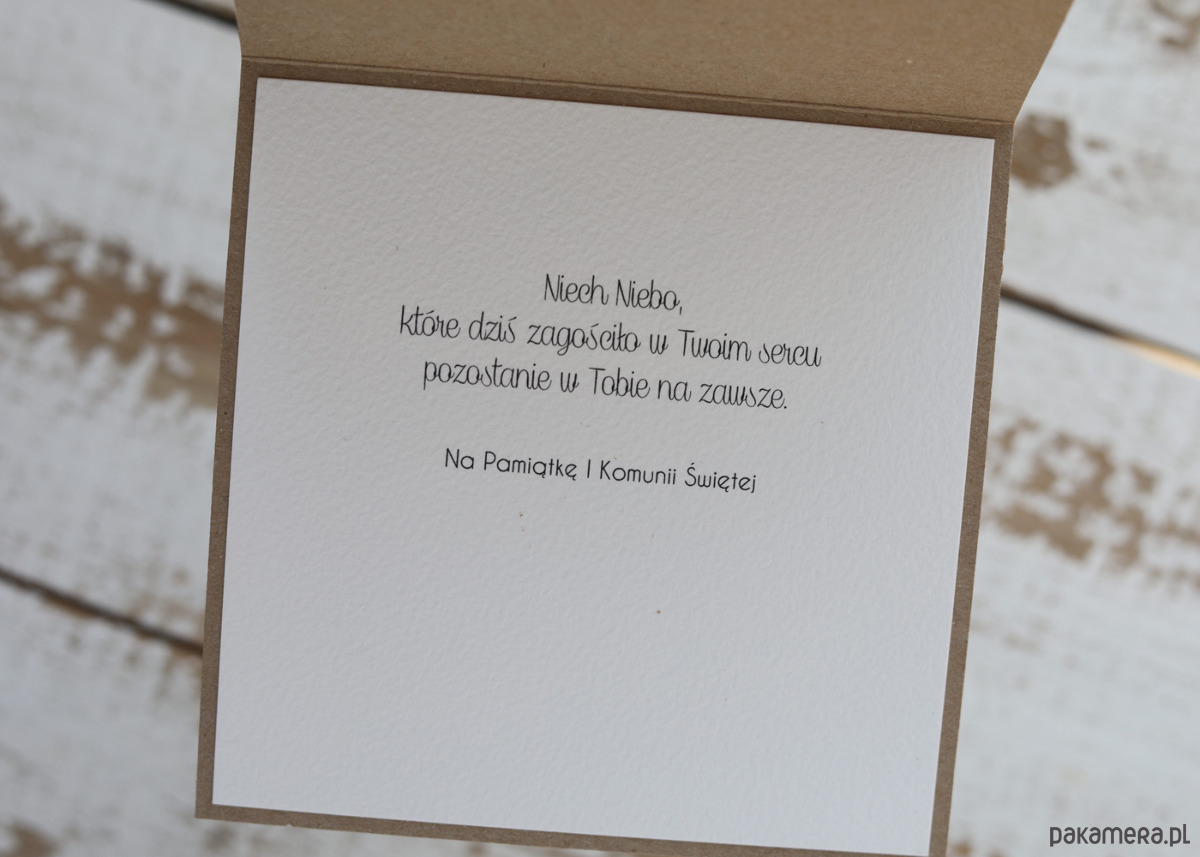 Niech Niebo,
które dziś zagościło w Twoim sercu
pozostanie w Tobie na zawsze.
Na Pamiątkę I Komunii Świętej
pakamera.pl